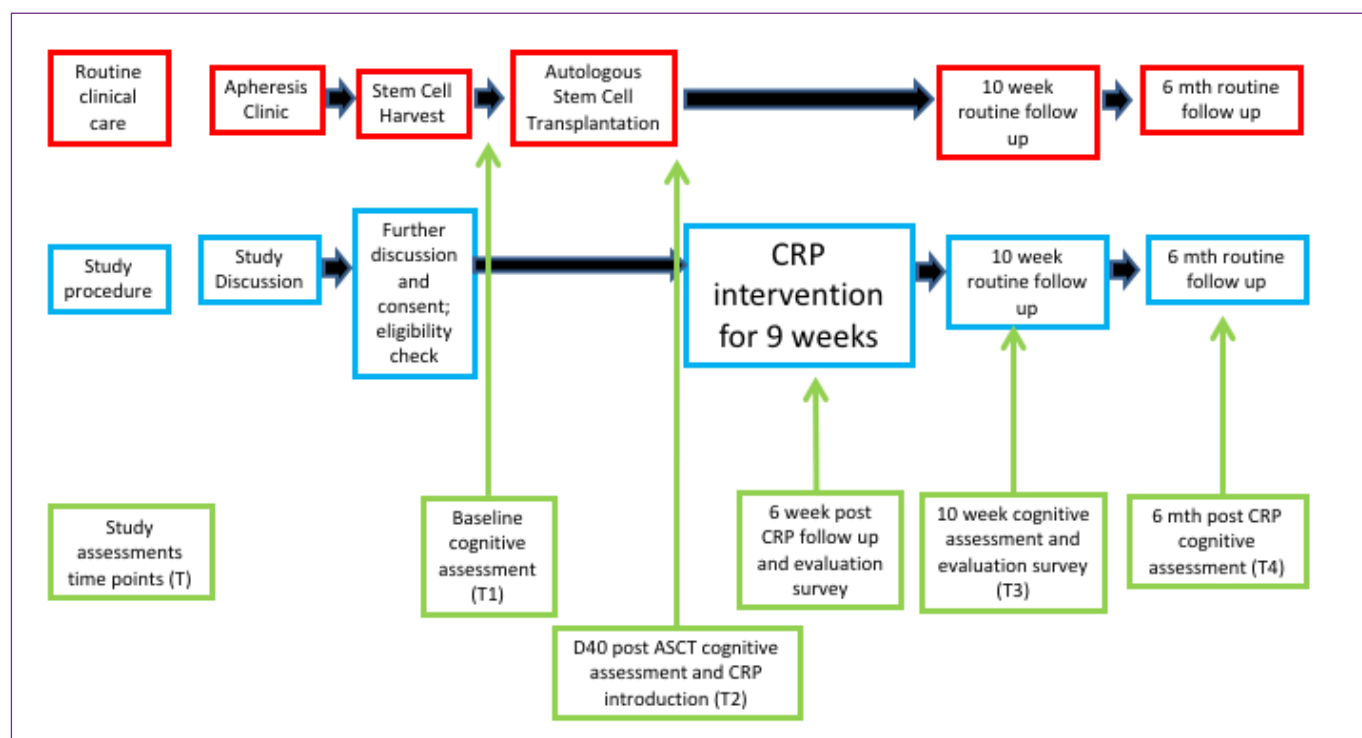 Routine
clinical
care
Apheresis
Clinic
Stem Cell
Harvest
Autologous
Stem Cell
Transplantation
10 week
routine follow
up
6 mth routine
follow up
Study
procedure
Study
Discussion
Further
discussion
and
consent;
eligibility
check
CRP
intervention
for 9 weeks
10 week
routine follow
up
6 mth routine
follow up
Study
assessments
time points (T)
Baseline
cognitive
assessment
(T1)
D40 post ASCT cognitive
assessment and CRP
introduction (T2)
6 week post
CRP follow up
and evaluation
survey
10 week cognitive
assessment and
evaluation survey
(T3)
6 mth post CRP
cognitive
assessment (T4)